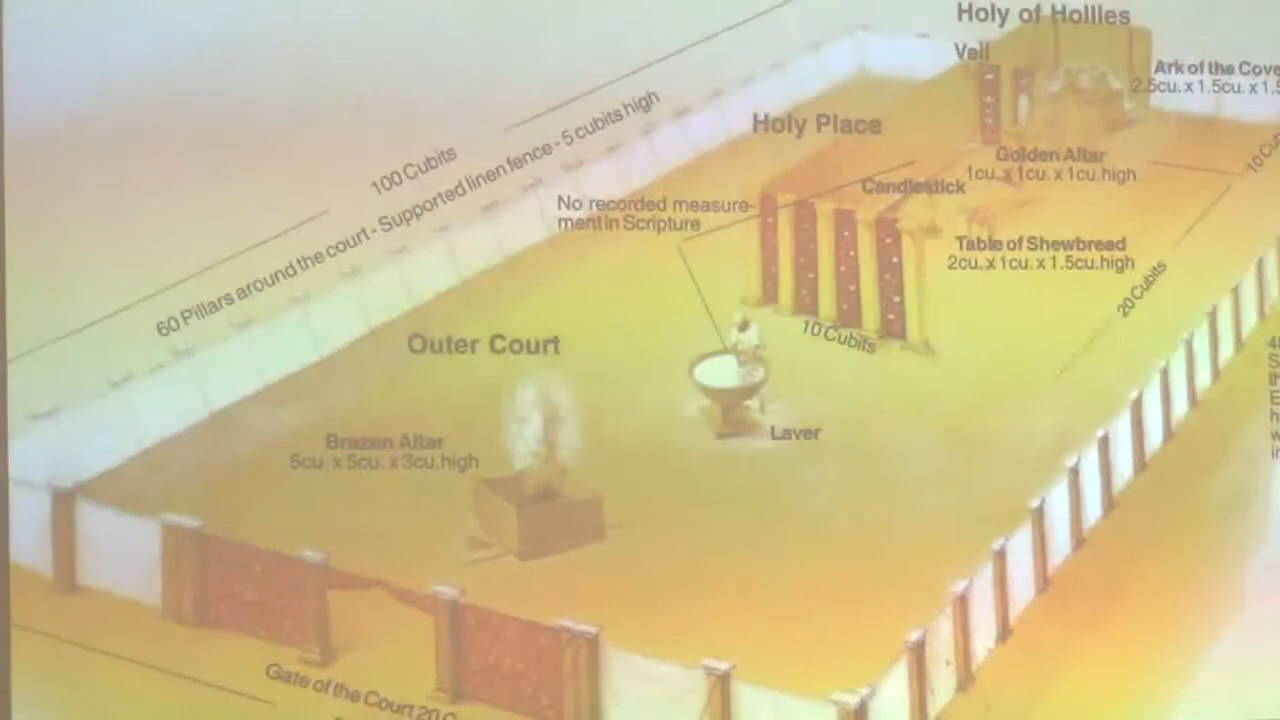 Holy of Hollies
Veil
Ark of the Cove
2.5cu. x 1.5cu. x 1.5
Holy Place
100 Cubits
60 Pillars around the court - Supported linen fence - 5 cubits high
Golden Altar
1cu. x 1cu. x 1cu.high
Candlestick
No recorded measure-
ment in Scripture
Table of Shewbread
2cu. x 1cu. x 1.5cu.high
20 Cubits
10 Cubits
Outer Court
Brazen Altar
5cu. x 5cu. x 3cu.high
Laver
Gate of the Court 20